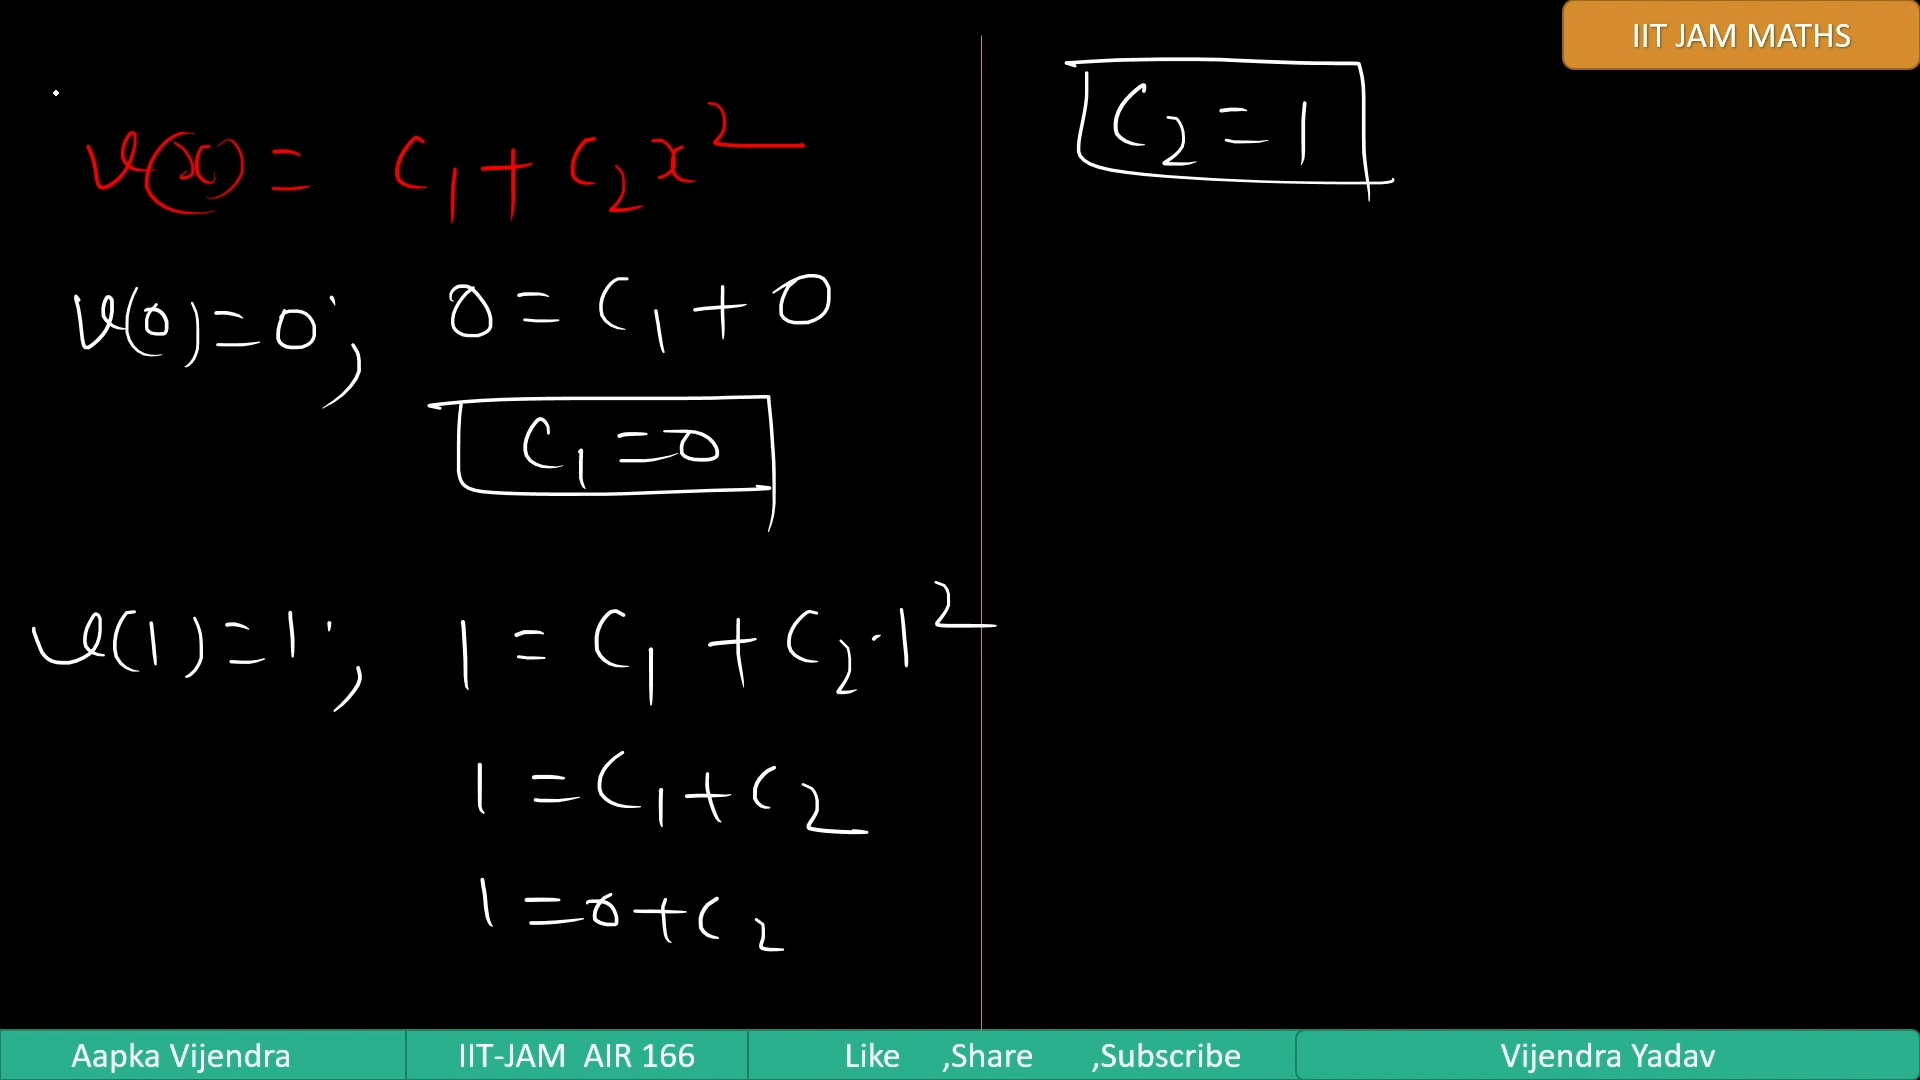 IIT JAM MATHS
v(x) = c₁ + c₂x²
v(0) = 0 ; 0 = c₁ + 0
c₁ = 0
v(1) = 1 ; 1 = c₁ + c₂·1²
1 = c₁ + c₂
1 = 0 + c₂
c₂ = 1
Aapka Vijendra IIT-JAM AIR 166 Like ,Share ,Subscribe Vijendra Yadav